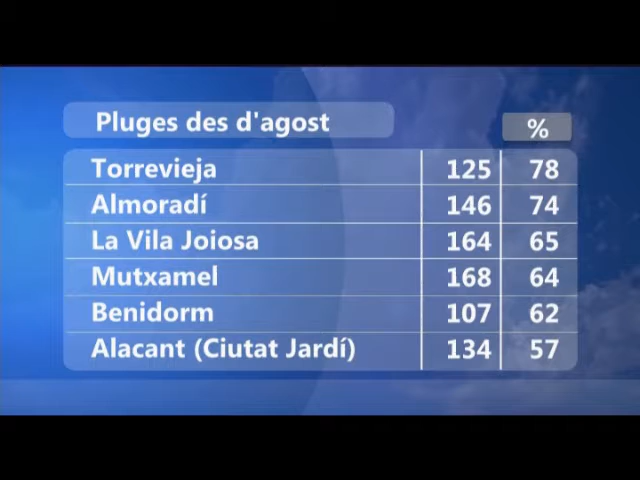 Pluges des d'agost
%
Torrevieja 125 78
Almoradí 146 74
La Vila Joiosa 164 65
Mutxamel 168 64
Benidorm 107 62
Alacant (Ciutat Jardí) 134 57